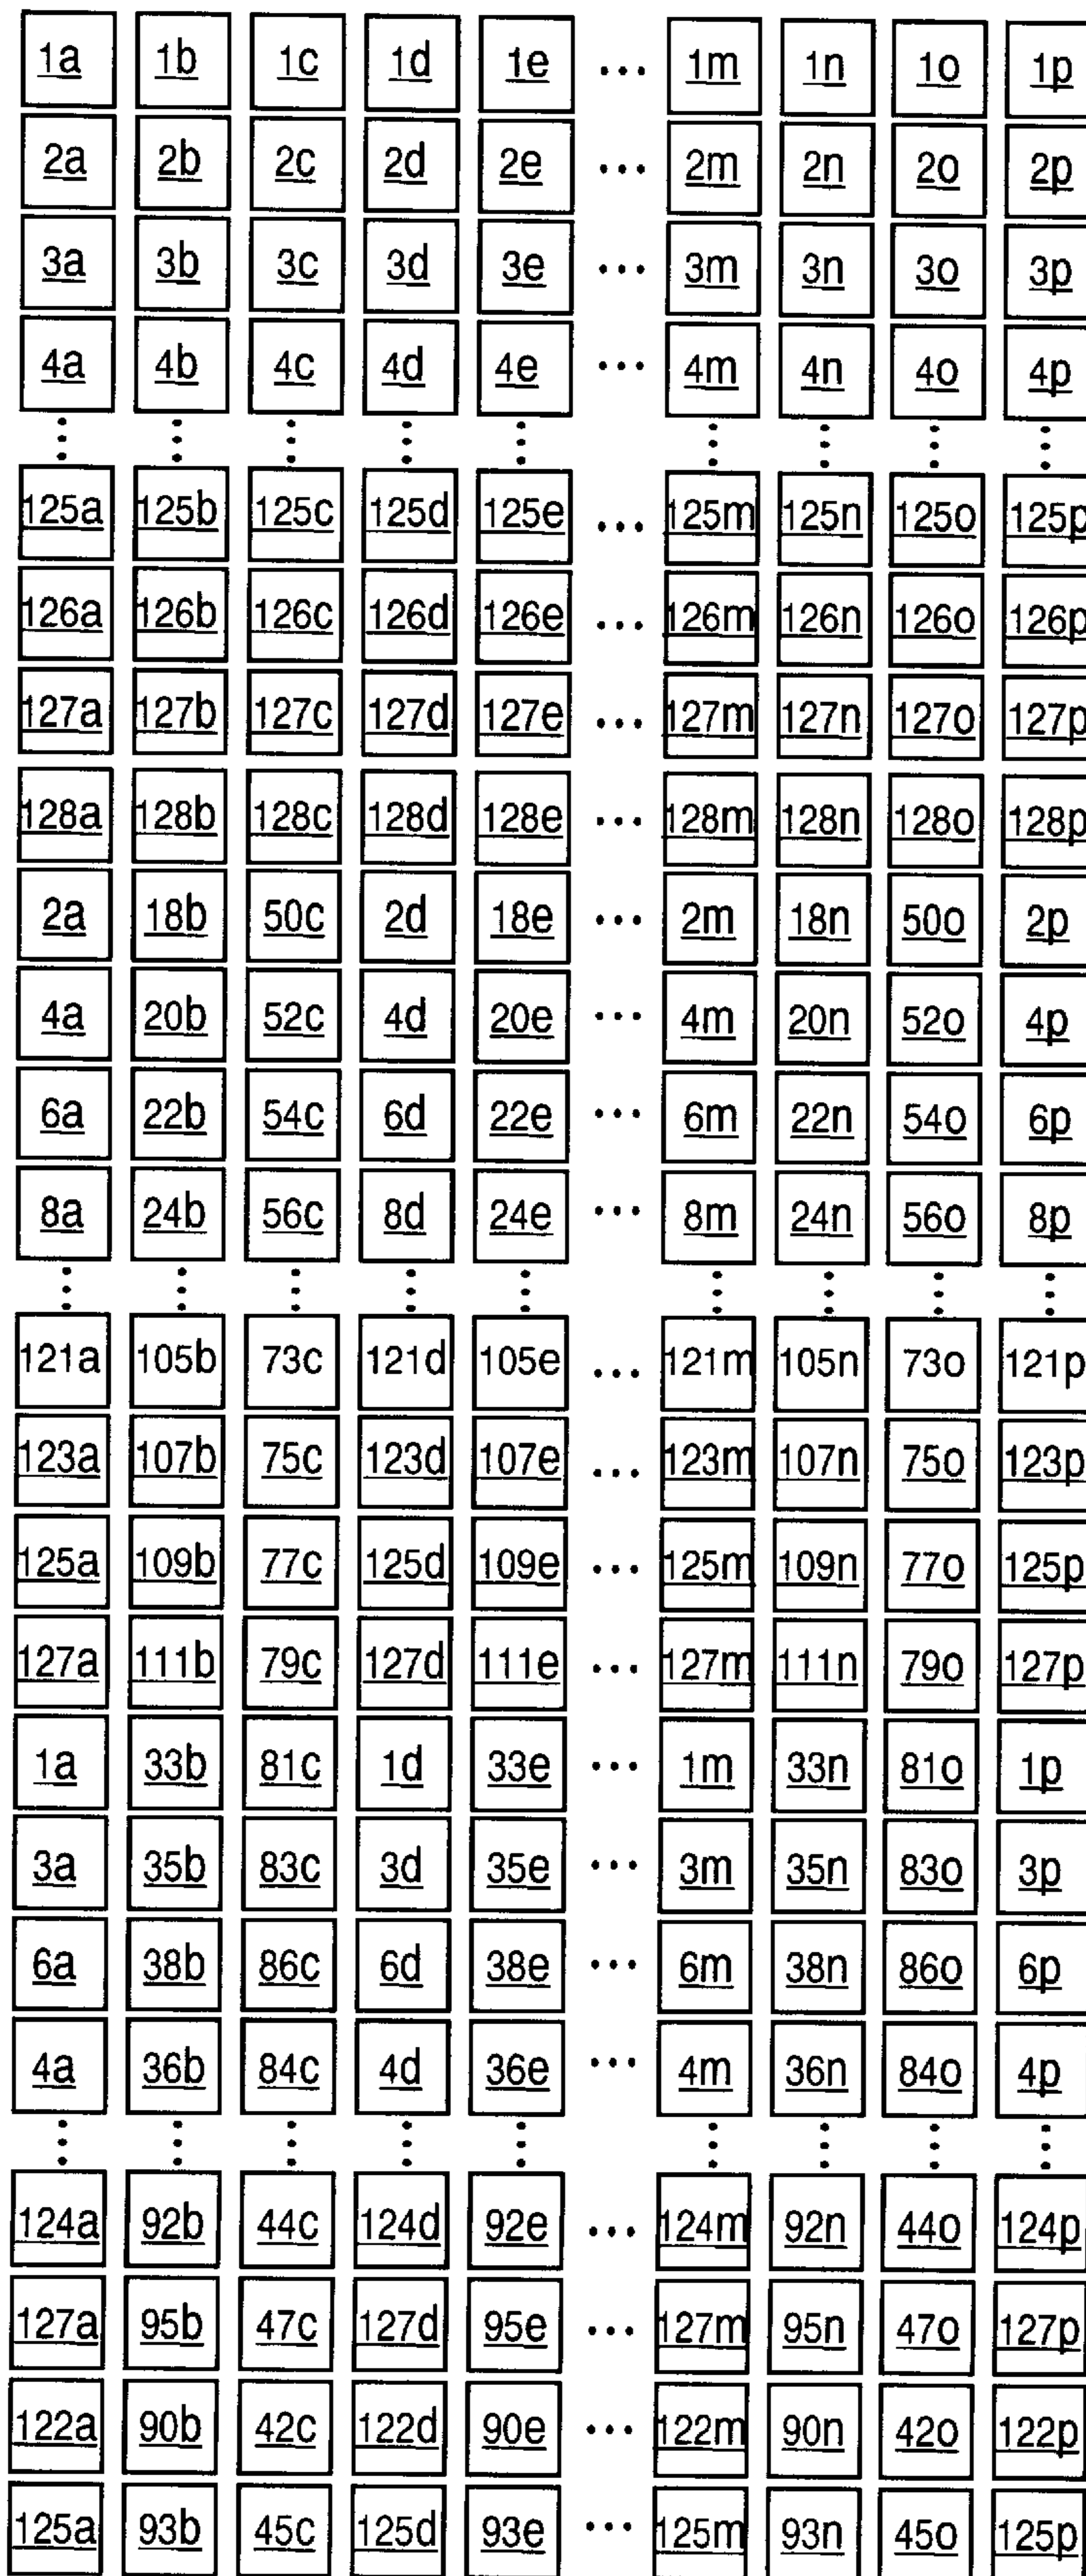 1a 1b 1c 1d 1e ... 1m 1n 1o 1p
2a 2b 2c 2d 2e ... 2m 2n 2o 2p
3a 3b 3c 3d 3e ... 3m 3n 3o 3p
4a 4b 4c 4d 4e ... 4m 4n 4o 4p
125a 125b 125c 125d 125e ... 125m 125n 125o 125p
126a 126b 126c 126d 126e ... 126m 126n 126o 126p
127a 127b 127c 127d 127e ... 127m 127n 127o 127p
128a 128b 128c 128d 128e ... 128m 128n 128o 128p
2a 18b 50c 2d 18e ... 2m 18n 50o 2p
4a 20b 52c 4d 20e ... 4m 20n 52o 4p
6a 22b 54c 6d 22e ... 6m 22n 54o 6p
8a 24b 56c 8d 24e ... 8m 24n 56o 8p
121a 105b 73c 121d 105e ... 121m 105n 73o 121p
123a 107b 75c 123d 107e ... 123m 107n 75o 123p
125a 109b 77c 125d 109e ... 125m 109n 77o 125p
127a 111b 79c 127d 111e ... 127m 111n 79o 127p
1a 33b 81c 1d 33e ... 1m 33n 81o 1p
3a 35b 83c 3d 35e ... 3m 35n 83o 3p
6a 38b 86c 6d 38e ... 6m 38n 86o 6p
4a 36b 84c 4d 36e ... 4m 36n 84o 4p
124a 92b 44c 124d 92e ... 124m 92n 44o 124p
127a 95b 47c 127d 95e ... 127m 95n 47o 127p
122a 90b 42c 122d 90e ... 122m 90n 42o 122p
125a 93b 45c 125d 93e ... 125m 93n 45o 125p